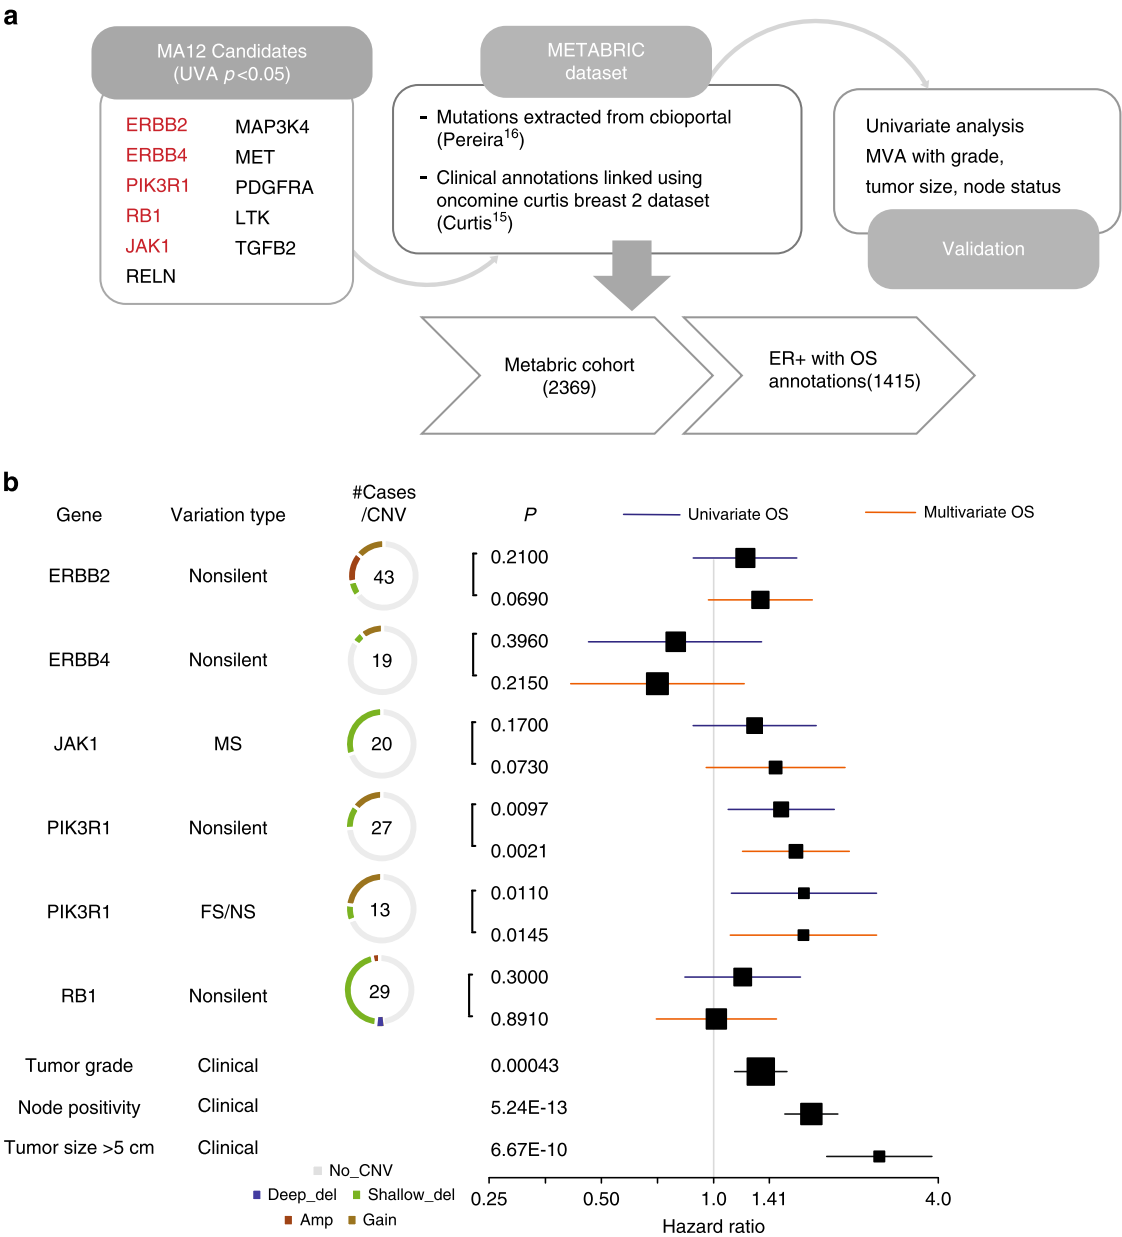 a
MA12 Candidates
(UVA p<0.05)
ERBB2
ERBB4
PIK3R1
RB1
JAK1
RELN
MAP3K4
MET
PDGFRA
LTK
TGFB2
METABRIC
dataset
- Mutations extracted from cbioportal
(Pereira16)
- Clinical annotations linked using
oncomine curtis breast 2 dataset
(Curtis15)
Univariate analysis
MVA with grade,
tumor size, node status
Validation
Metabric cohort
(2369)
ER+ with OS
annotations(1415)
b
Gene Variation type #Cases
/CNV P Univariate OS Multivariate OS
ERBB2 Nonsilent 43 0.2100
0.0690
ERBB4 Nonsilent 19 0.3960
0.2150
JAK1 MS 20 0.1700
0.0730
PIK3R1 Nonsilent 27 0.0097
0.0021
PIK3R1 FS/NS 13 0.0110
0.0145
RB1 Nonsilent 29 0.3000
0.8910
Tumor grade Clinical 0.00043
Node positivity Clinical 5.24E-13
Tumor size >5 cm Clinical 6.67E-10
No_CNV
Deep_del Shallow_del
Amp Gain
0.25 0.50 1.0 1.41 4.0
Hazard ratio